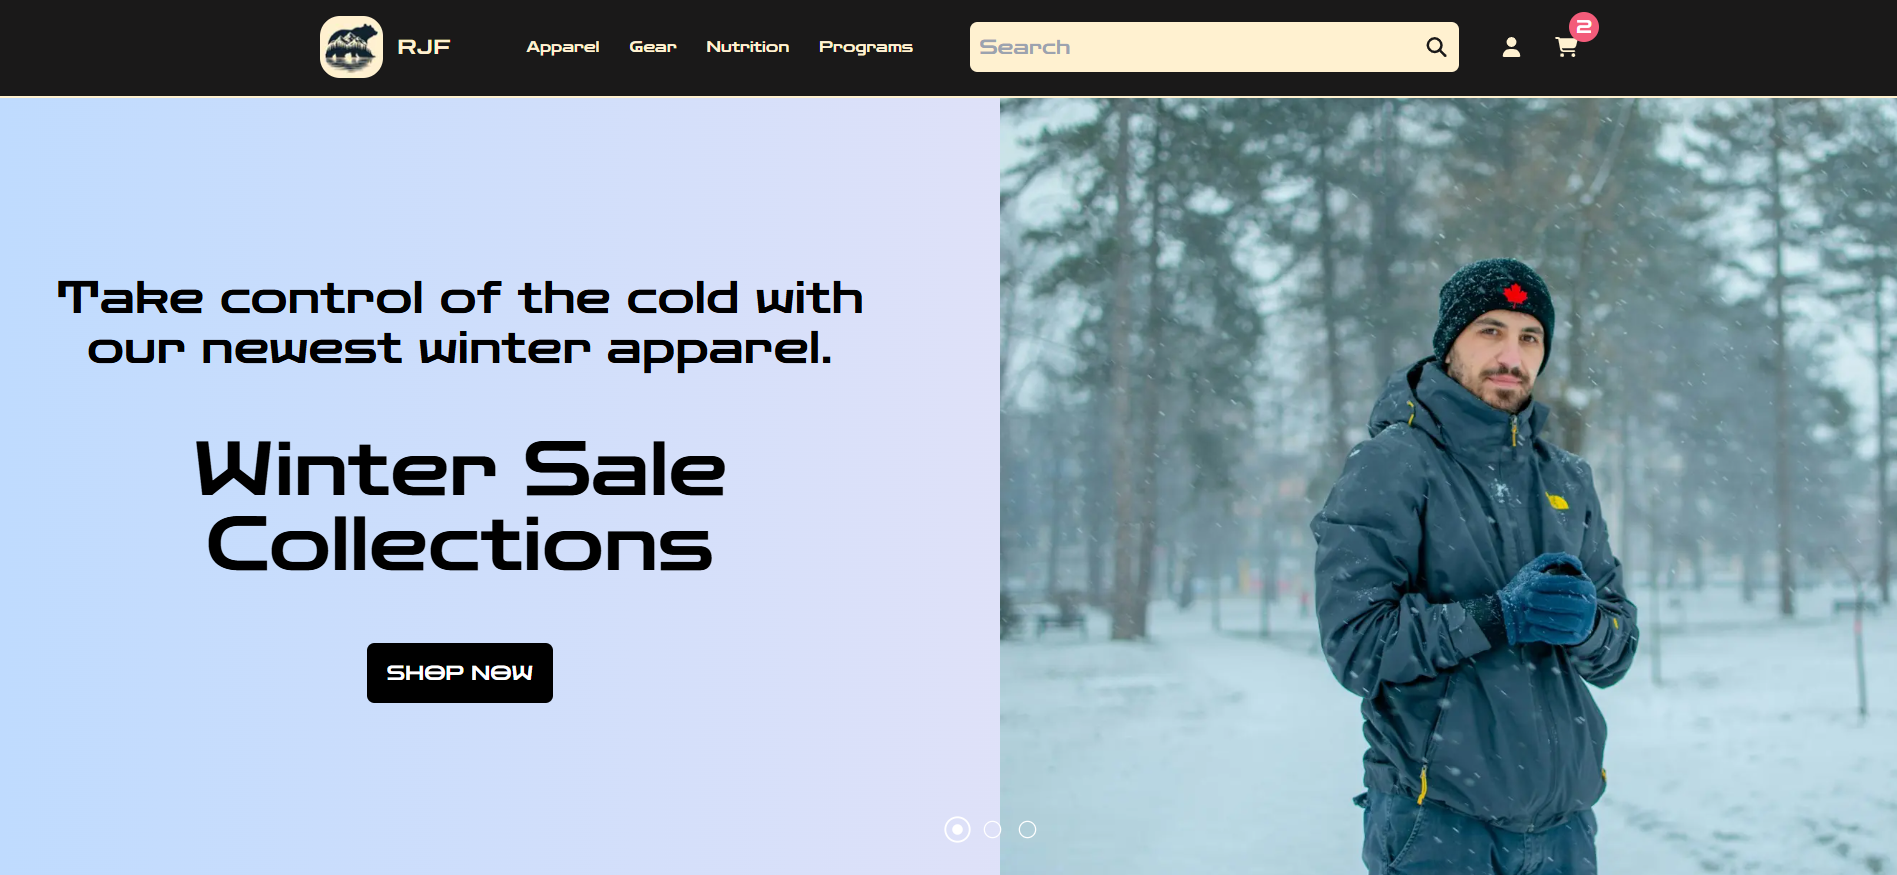 RJF
Apparel Gear Nutrition Programs
Search
2
Take control of the cold with
our newest winter apparel.
Winter Sale
Collections
SHOP NOW